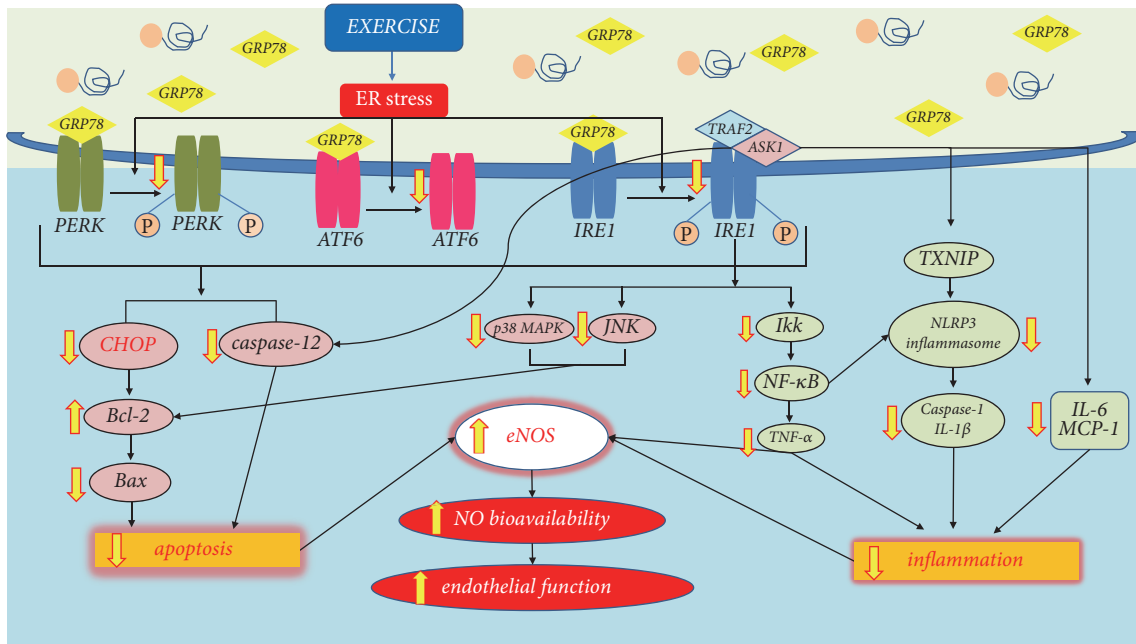 EXERCISE
GRP78
GRP78
GRP78
GRP78
GRP78
GRP78
ER stress
GRP78
GRP78
GRP78
GRP78
TRAF2
ASK1
PERK
P
PERK
P
ATF6
ATF6
IRE1
P
IRE1
P
TXNIP
CHOP
caspase-12
p38 MAPK
JNK
Ikk
NLRP3
inflammasome
NF-κB
Bcl-2
eNOS
TNF-α
Caspase-1
IL-1β
IL-6
MCP-1
Bax
NO bioavailability
apoptosis
inflammation
endothelial function